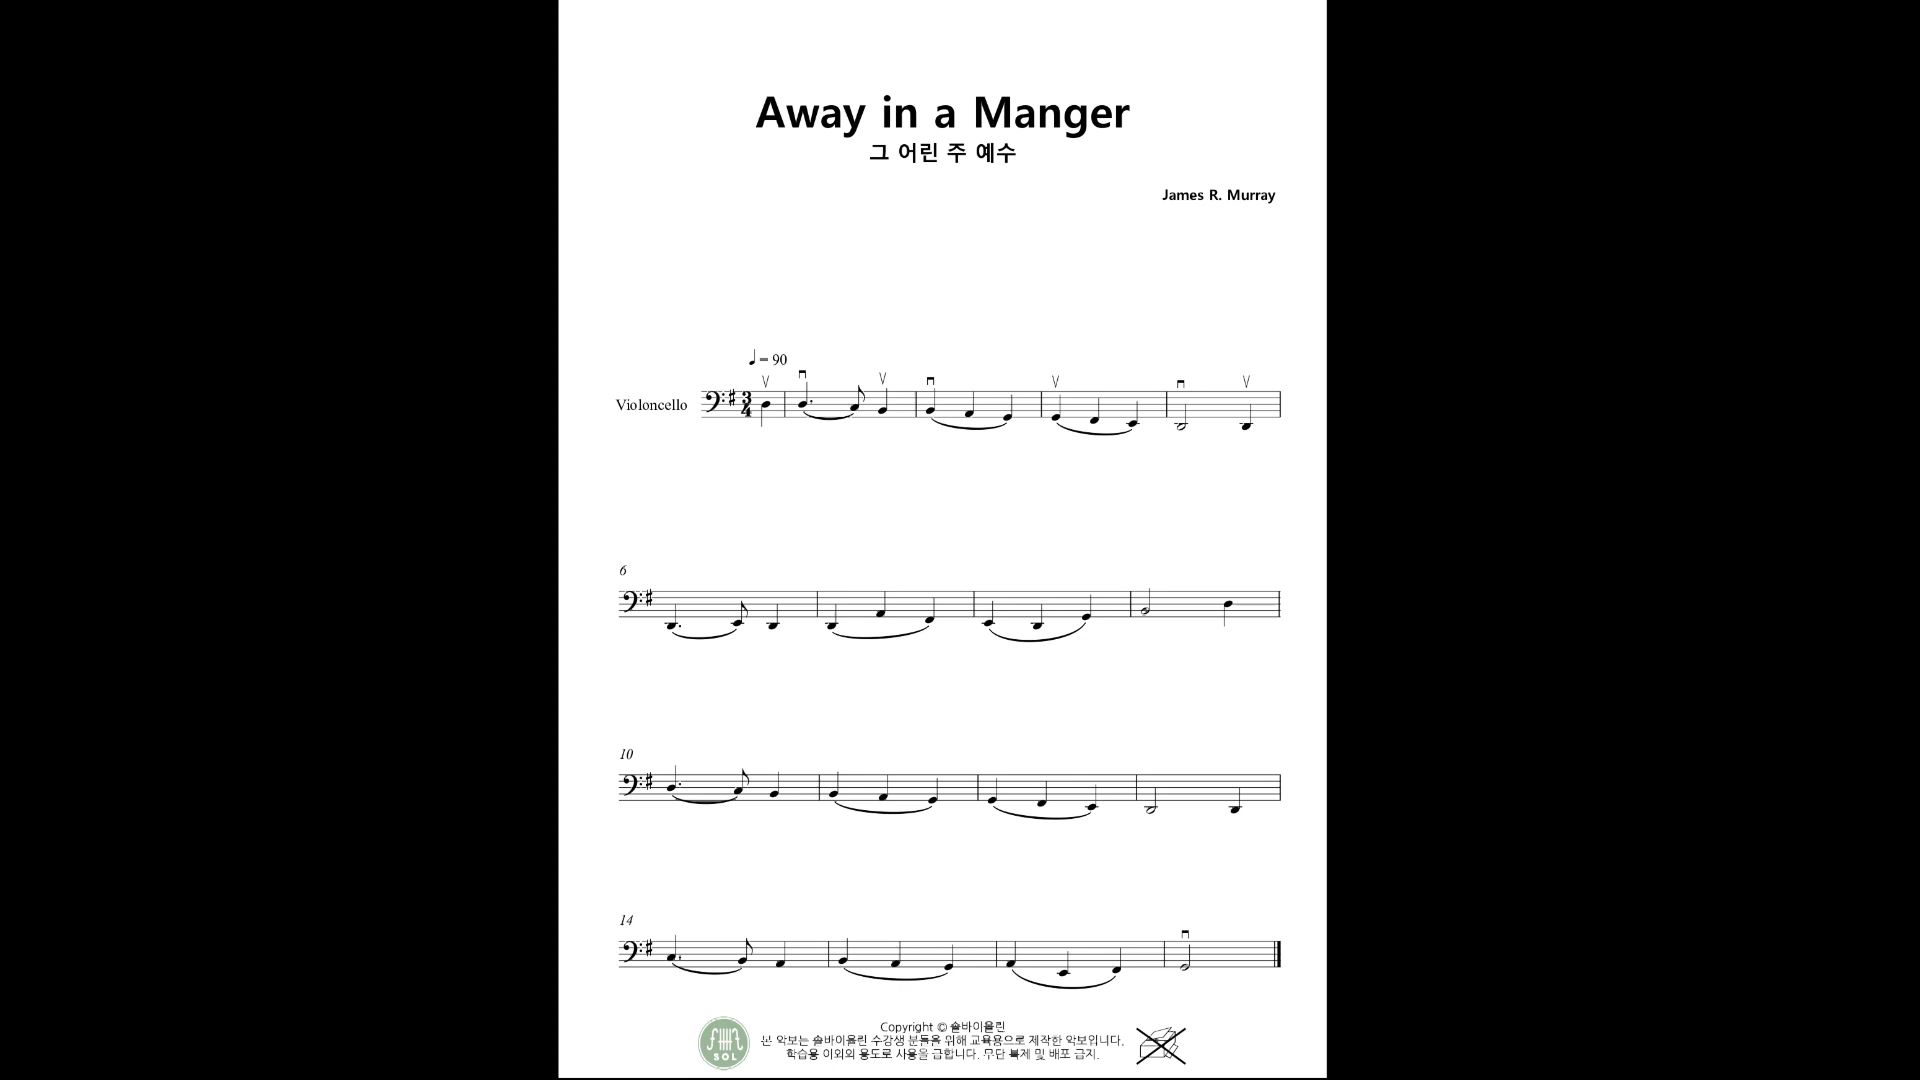 Away in a Manger
그 어린 주 예수
James R. Murray
♩ = 90
Violoncello
3
4
6
10
14
Copyright © 솔바이올린
본 악보는 솔바이올린 수강생 분들을 위해 교육용으로 제작한 악보입니다.
학습용 이외의 용도로 사용을 금합니다. 무단 복제 및 배포 금지.
SOL